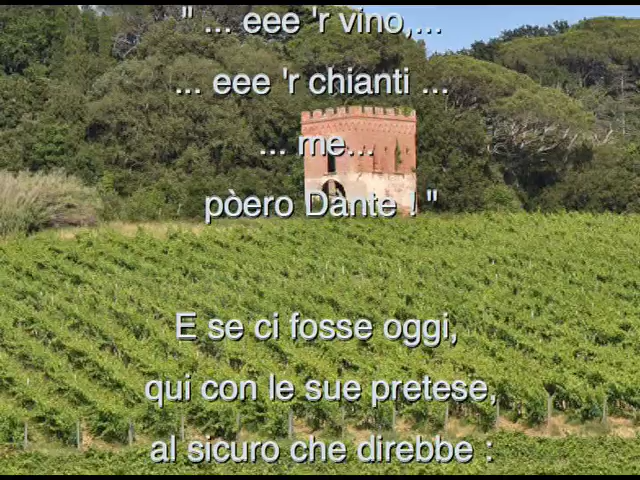 " ... eee 'r vino,...
... eee 'r chianti ...
... me...
pòero Dante ! "
E se ci fosse oggi,
qui con le sue pretese,
al sicuro che direbbe :